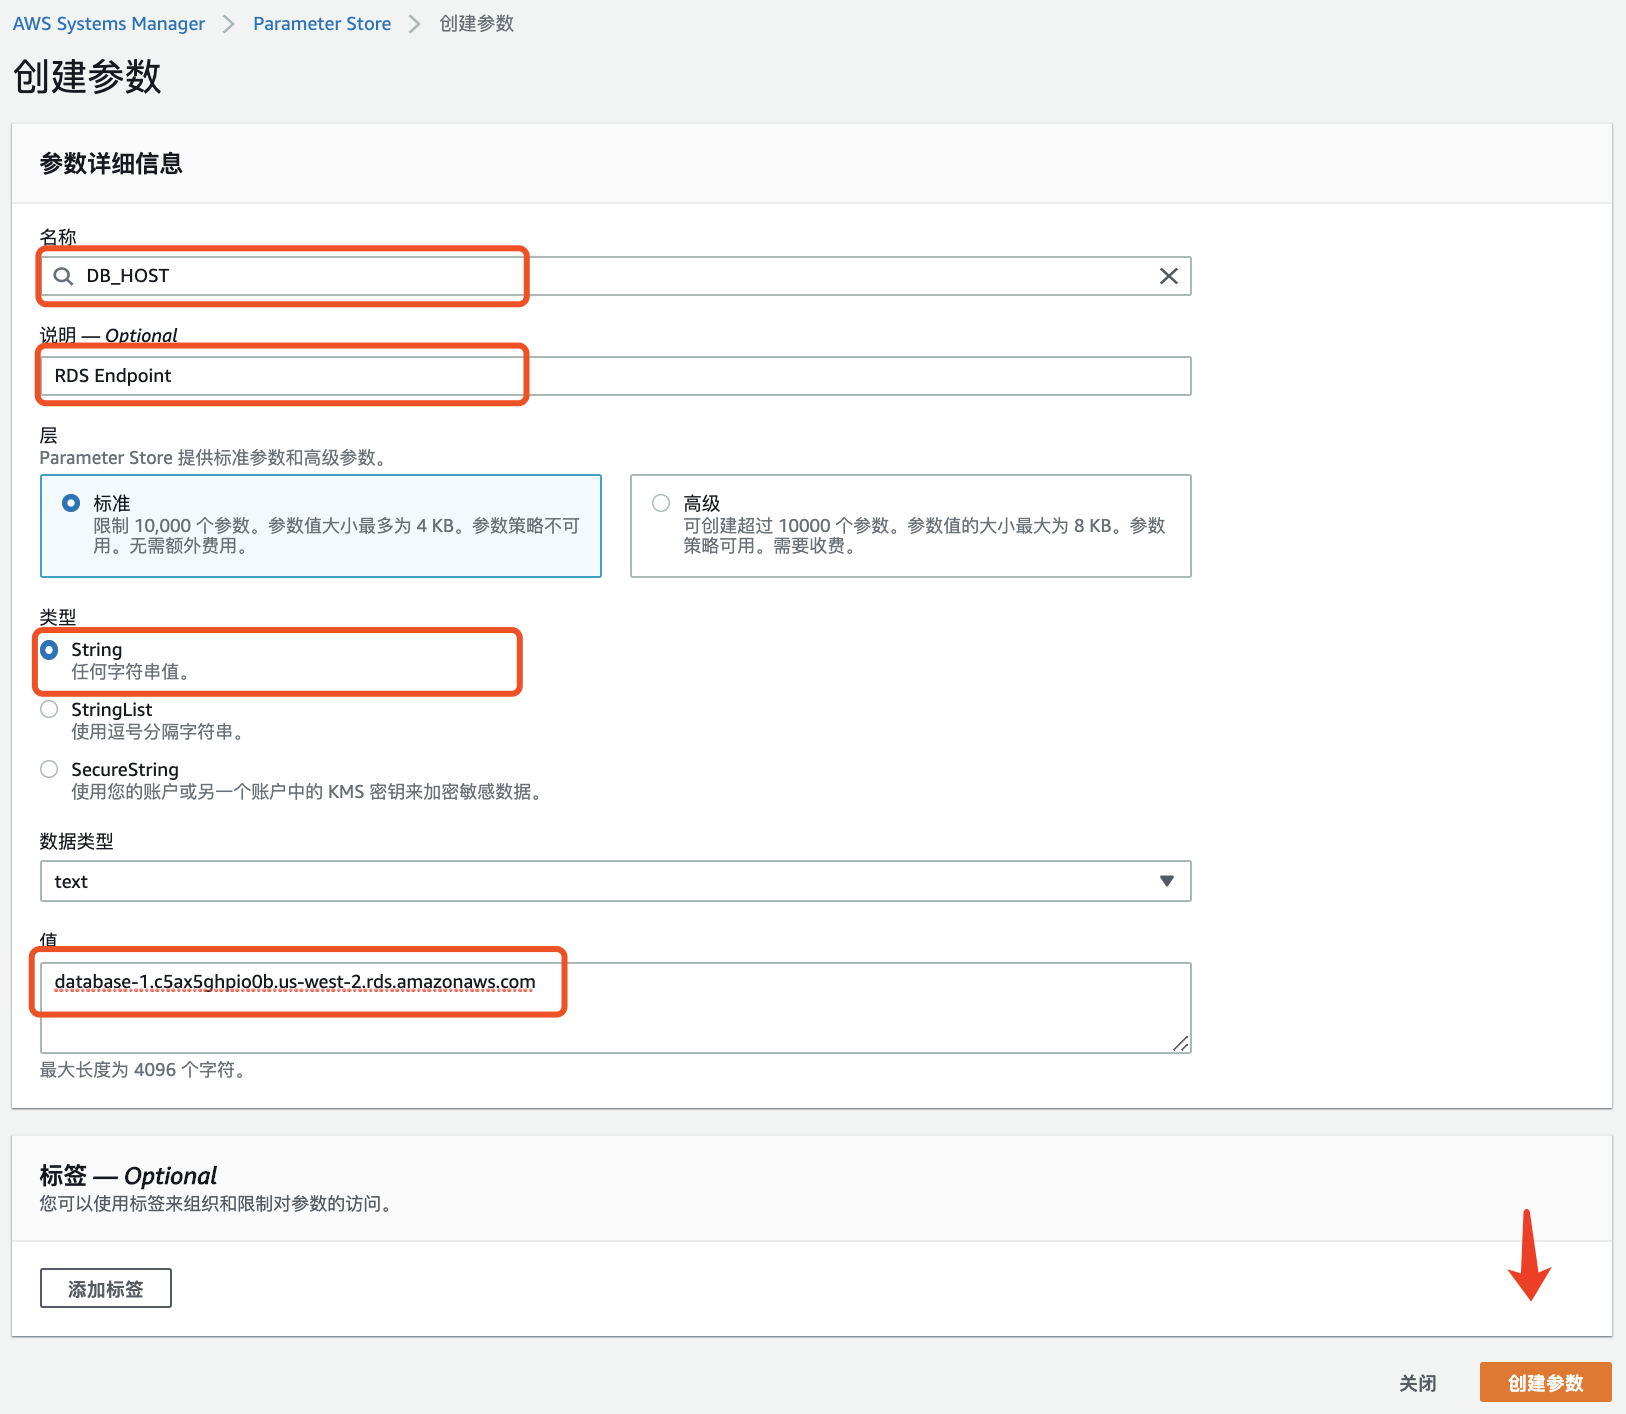 AWS Systems Manager > Parameter Store > 创建参数
创建参数
参数详细信息
名称
DB_HOST
说明 — Optional
RDS Endpoint
层
Parameter Store 提供标准参数和高级参数。
标准
限制 10,000 个参数。参数值大小最多为 4 KB。参数策略不可
用。无需额外费用。
高级
可创建超过 10000 个参数。参数值的大小最大为 8 KB。参数
策略可用。需要收费。
类型
String
任何字符串值。
StringList
使用逗号分隔字符串。
SecureString
使用您的账户或另一个账户中的 KMS 密钥来加密敏感数据。
数据类型
text
值
database-1.c5ax5ghpio0b.us-west-2.rds.amazonaws.com
最大长度为 4096 个字符。
标签 — Optional
您可以使用标签来组织和限制对参数的访问。
添加标签
关闭
创建参数